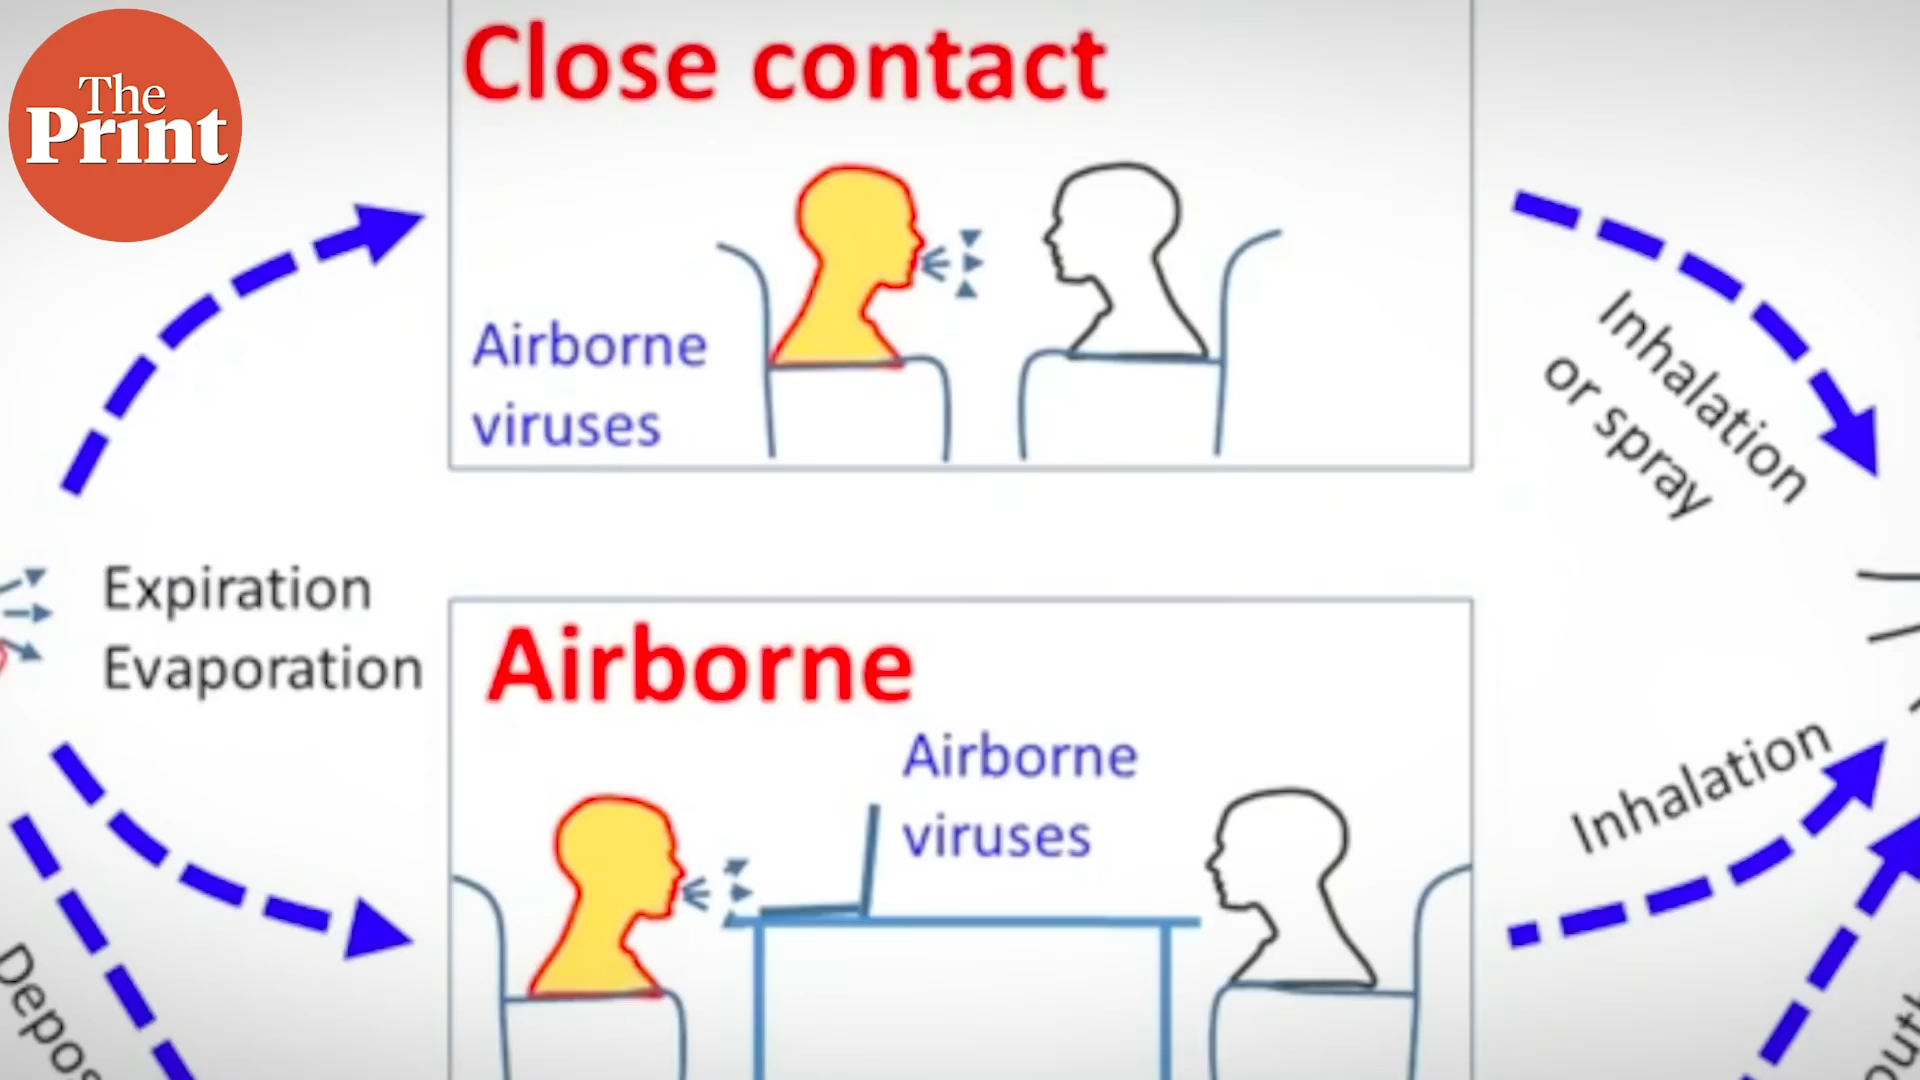 The
Print
Close contact
Airborne
viruses
Inhalation
or spray
Expiration
Evaporation
Airborne
Airborne
viruses
Inhalation